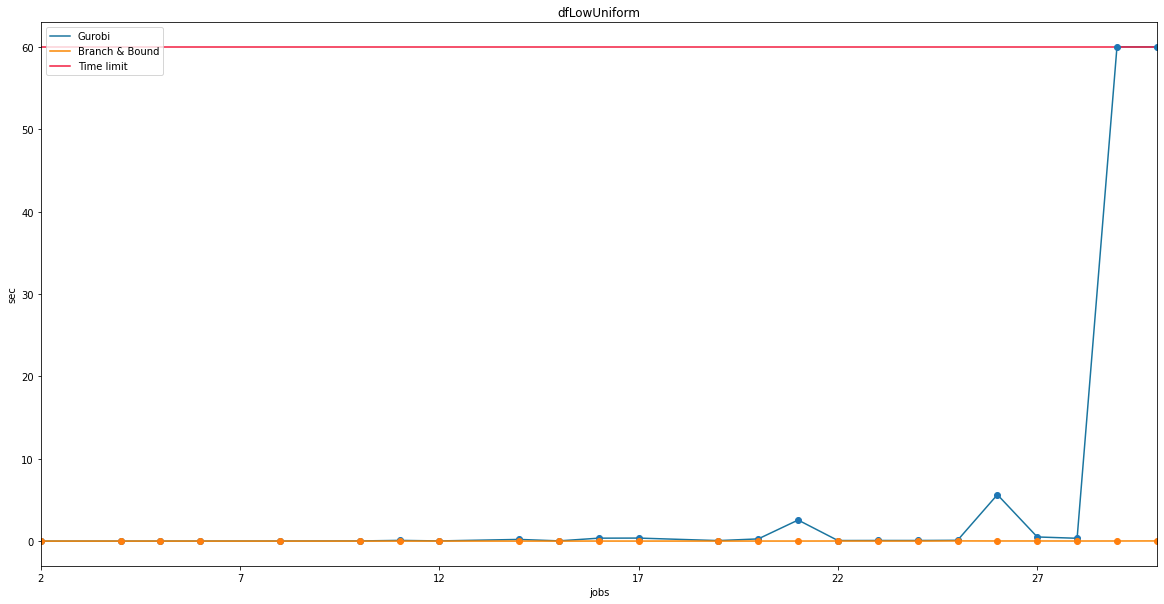 dfLowUniform
Gurobi
Branch & Bound
Time limit
60
50
40
30
20
10
0
sec
2 7 12 17 22 27
jobs